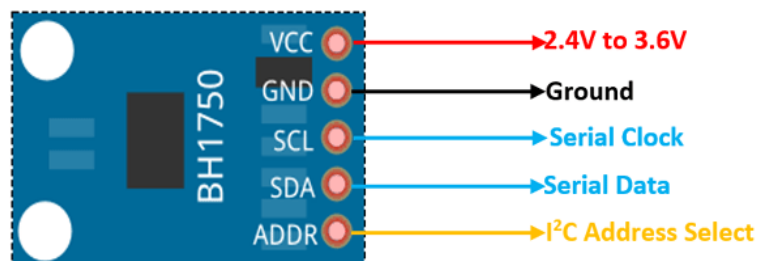 VCC 2.4V to 3.6V
GND Ground
SCL Serial Clock
SDA Serial Data
ADDR I²C Address Select
BH1750